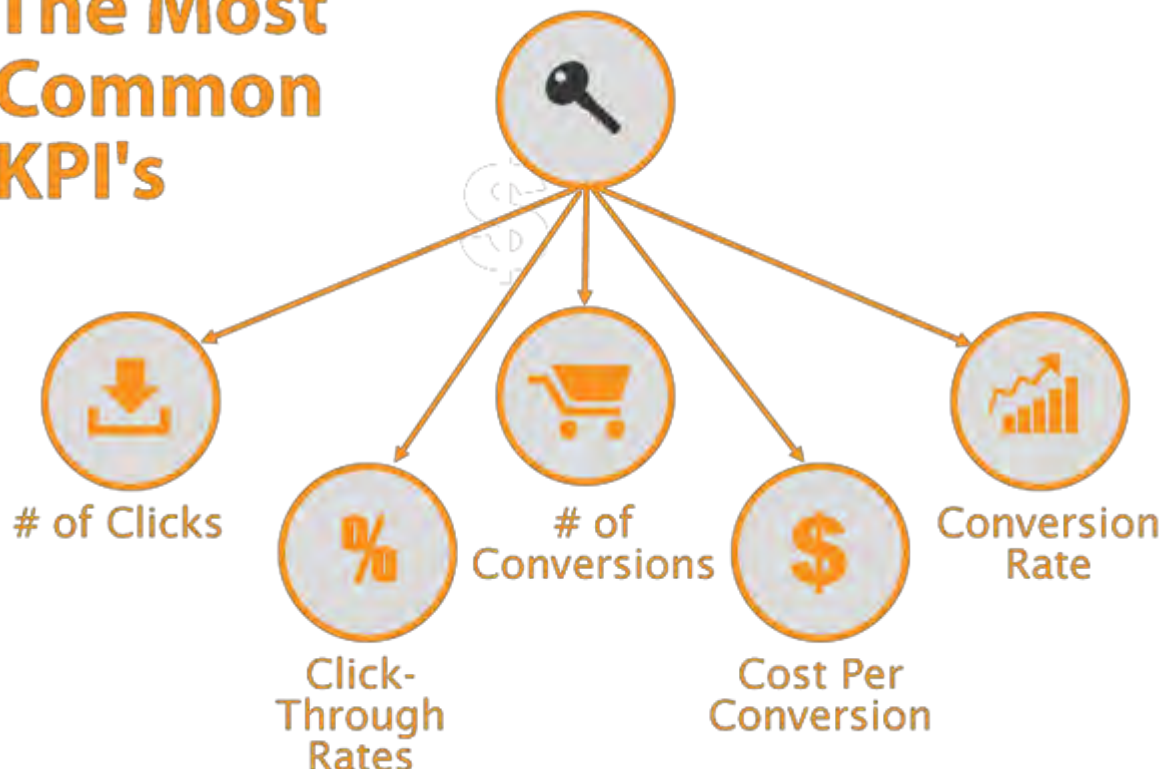 The Most
Common
KPI's
# of Clicks
# of
Conversions
Conversion
Rate
%
$
Click-
Through
Rates
Cost Per
Conversion